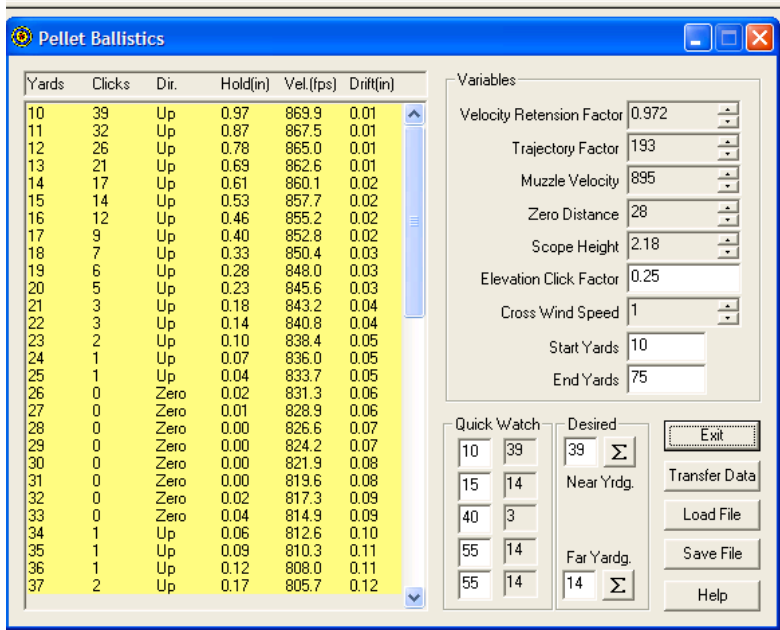 Pellet Ballistics
Yards Clicks Dir. Hold(in) Vel.(fps) Drift(in)
10 39 Up 0.97 869.9 0.01
11 32 Up 0.87 867.5 0.01
12 26 Up 0.78 865.0 0.01
13 21 Up 0.69 862.6 0.01
14 17 Up 0.61 860.1 0.02
15 14 Up 0.53 857.7 0.02
16 12 Up 0.46 855.2 0.02
17 9 Up 0.40 852.8 0.02
18 7 Up 0.33 850.4 0.03
19 6 Up 0.28 848.0 0.03
20 5 Up 0.23 845.6 0.03
21 3 Up 0.18 843.2 0.04
22 3 Up 0.14 840.8 0.04
23 2 Up 0.10 838.4 0.05
24 1 Up 0.07 836.0 0.05
25 1 Up 0.04 833.7 0.05
26 0 Zero 0.02 831.3 0.06
27 0 Zero 0.01 828.9 0.06
28 0 Zero 0.00 826.6 0.07
29 0 Zero 0.00 824.2 0.07
30 0 Zero 0.00 821.9 0.08
31 0 Zero 0.00 819.6 0.08
32 0 Zero 0.02 817.3 0.09
33 0 Zero 0.04 814.9 0.09
34 1 Up 0.06 812.6 0.10
35 1 Up 0.09 810.3 0.11
36 1 Up 0.12 808.0 0.11
37 2 Up 0.17 805.7 0.12
Variables
Velocity Retension Factor 0.972
Trajectory Factor 193
Muzzle Velocity 895
Zero Distance 28
Scope Height 2.18
Elevation Click Factor 0.25
Cross Wind Speed 1
Start Yards 10
End Yards 75
Quick Watch
10 39
15 14
40 3
55 14
55 14
Desired
39 Σ
Near Yrdg.
Far Yardg.
14 Σ
Exit
Transfer Data
Load File
Save File
Help